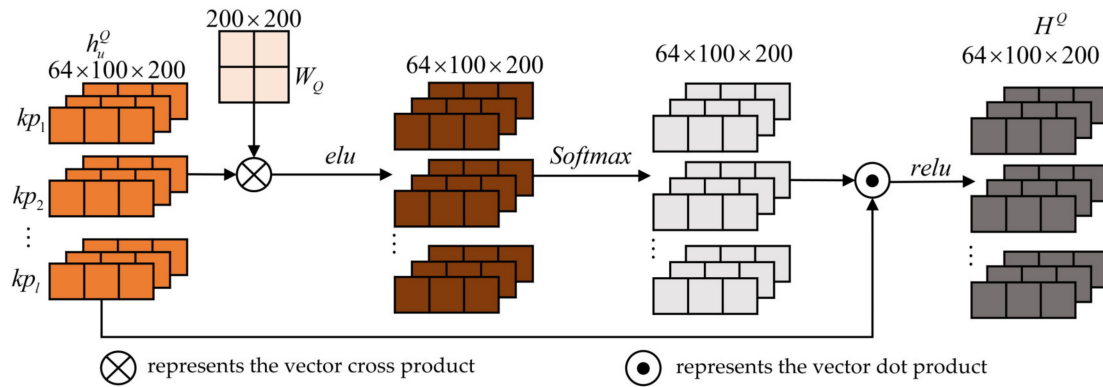 200×200
h_u^Q
H^Q
64×100×200
W_Q
64×100×200
64×100×200
64×100×200
kp_1
elu
Softmax
relu
kp_2
⋮
⋮
⋮
⋮
kp_l
represents the vector cross product
represents the vector dot product